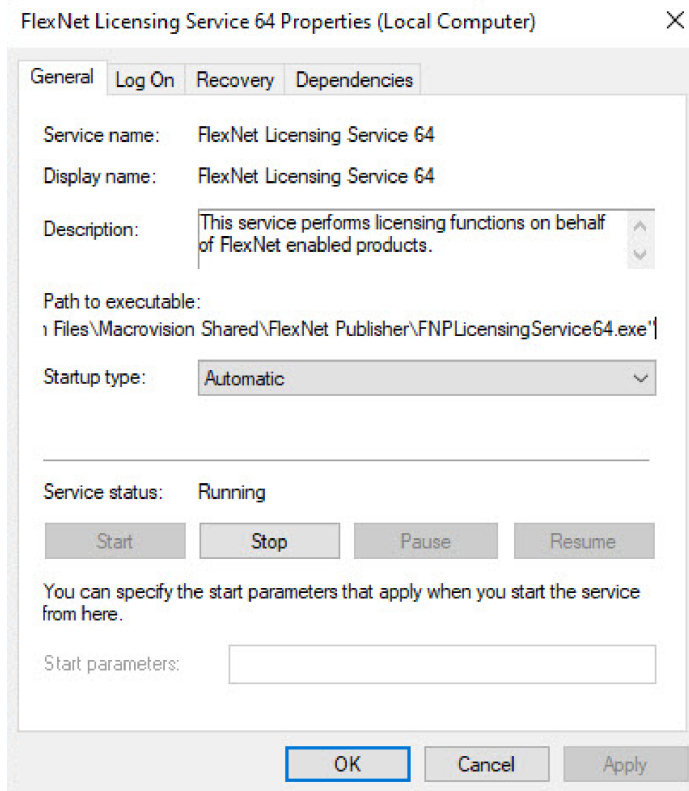 FlexNet Licensing Service 64 Properties (Local Computer)
General Log On Recovery Dependencies
Service name: FlexNet Licensing Service 64
Display name: FlexNet Licensing Service 64
Description: This service performs licensing functions on behalf
of FlexNet enabled products.
Path to executable:
Files\Macrovision Shared\FlexNet Publisher\FNPLicensingService64.exe"
Startup type: Automatic
Service status: Running
Start Stop Pause Resume
You can specify the start parameters that apply when you start the service
from here.
Start parameters:
OK Cancel Apply